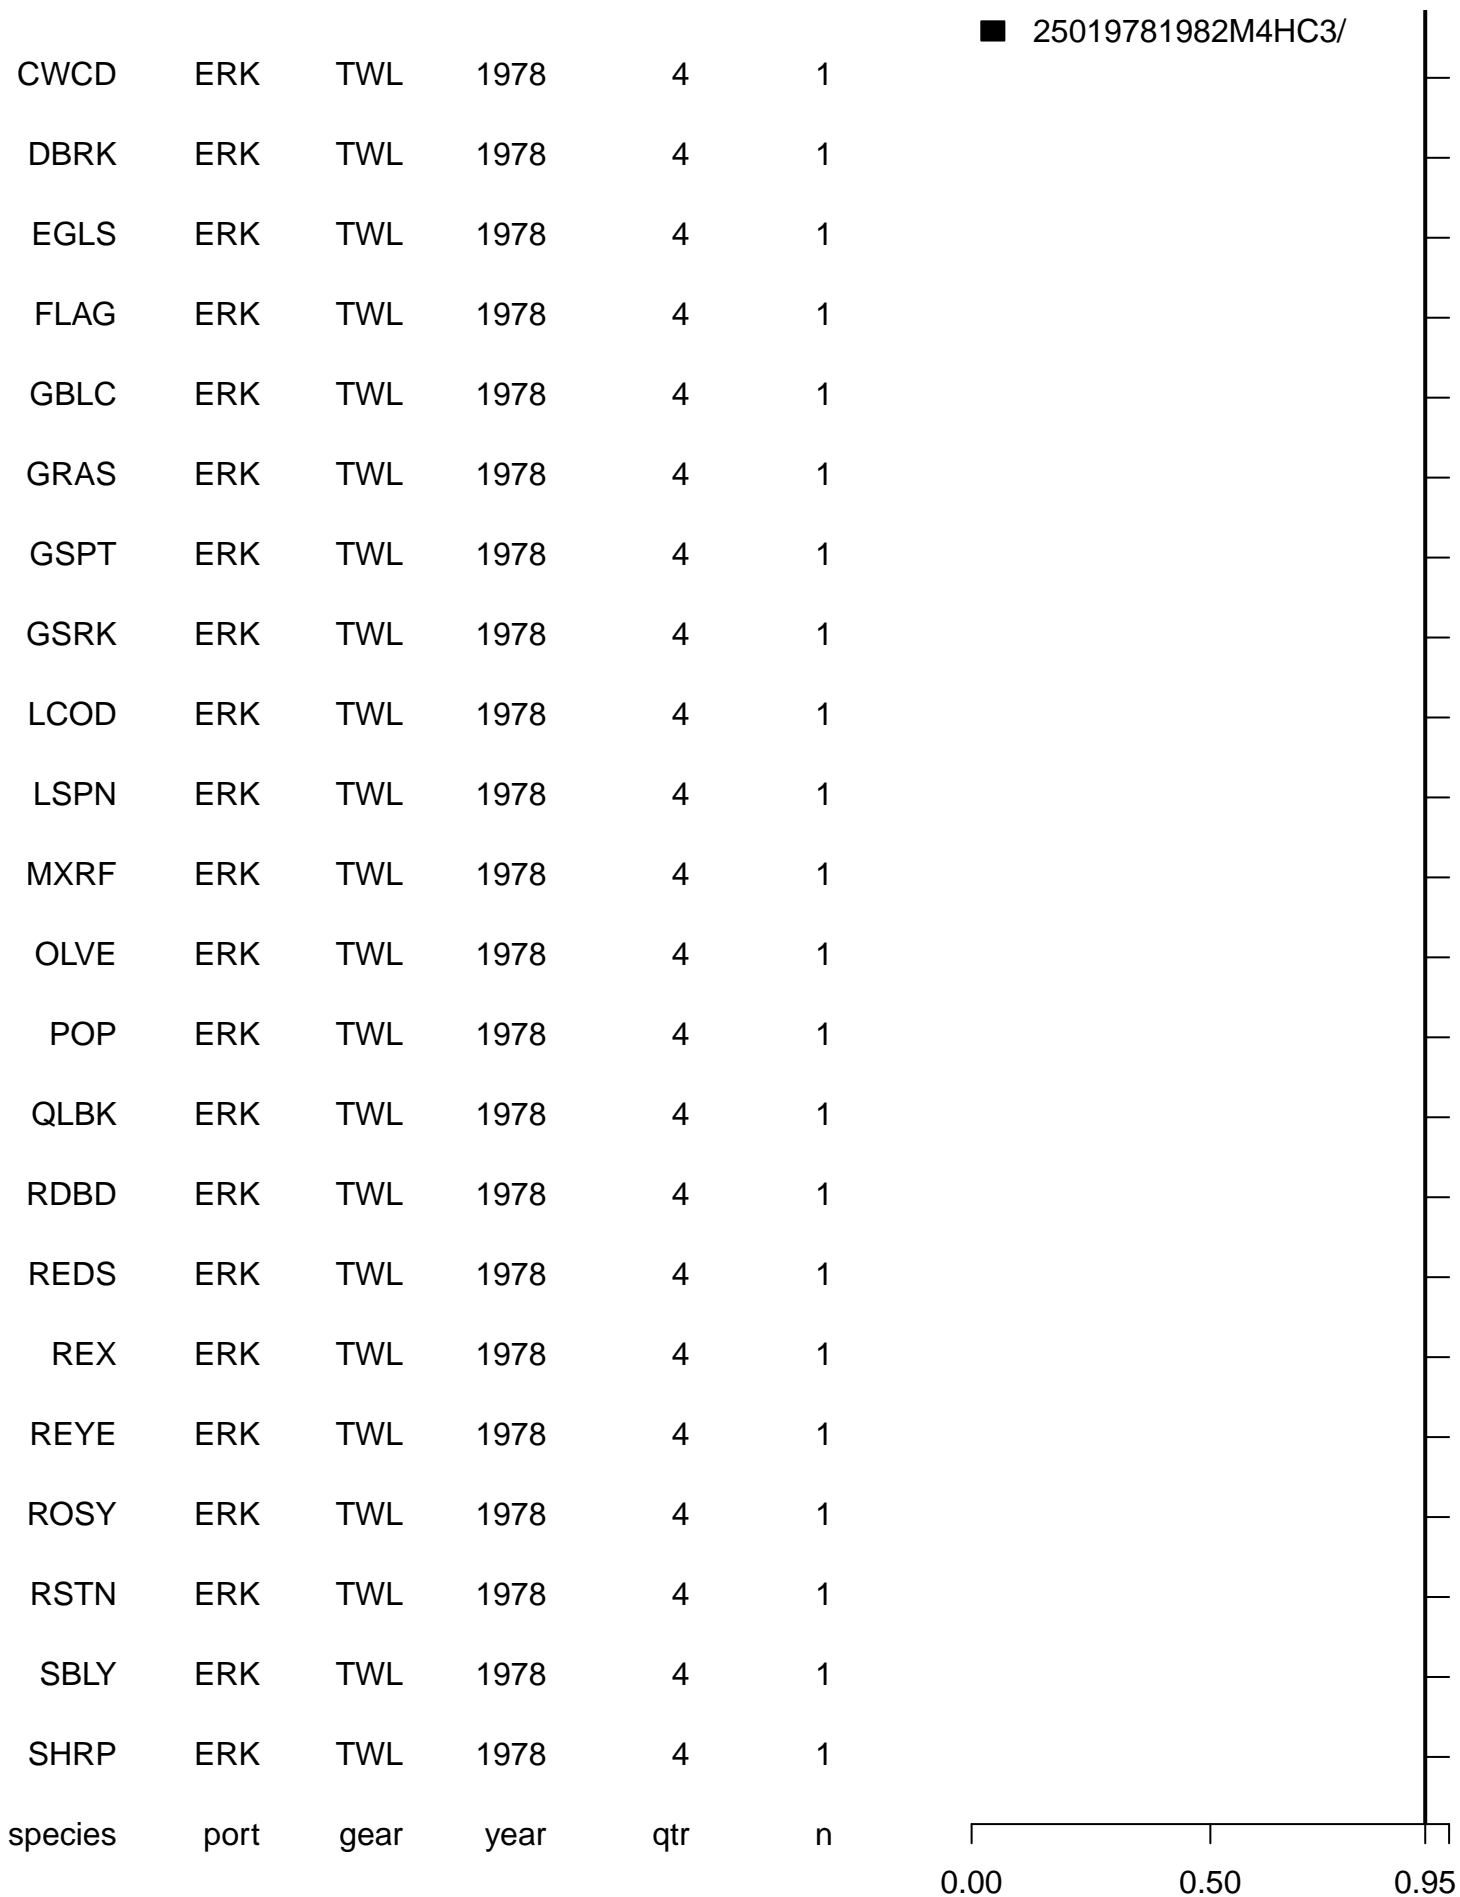 25019781982M4HC3/
CWCD ERK TWL 1978 4 1
DBRK ERK TWL 1978 4 1
EGLS ERK TWL 1978 4 1
FLAG ERK TWL 1978 4 1
GBLC ERK TWL 1978 4 1
GRAS ERK TWL 1978 4 1
GSPT ERK TWL 1978 4 1
GSRK ERK TWL 1978 4 1
LCOD ERK TWL 1978 4 1
LSPN ERK TWL 1978 4 1
MXRF ERK TWL 1978 4 1
OLVE ERK TWL 1978 4 1
POP ERK TWL 1978 4 1
QLBK ERK TWL 1978 4 1
RDBD ERK TWL 1978 4 1
REDS ERK TWL 1978 4 1
REX ERK TWL 1978 4 1
REYE ERK TWL 1978 4 1
ROSY ERK TWL 1978 4 1
RSTN ERK TWL 1978 4 1
SBLY ERK TWL 1978 4 1
SHRP ERK TWL 1978 4 1
species port gear year qtr n
0.00 0.50 0.95